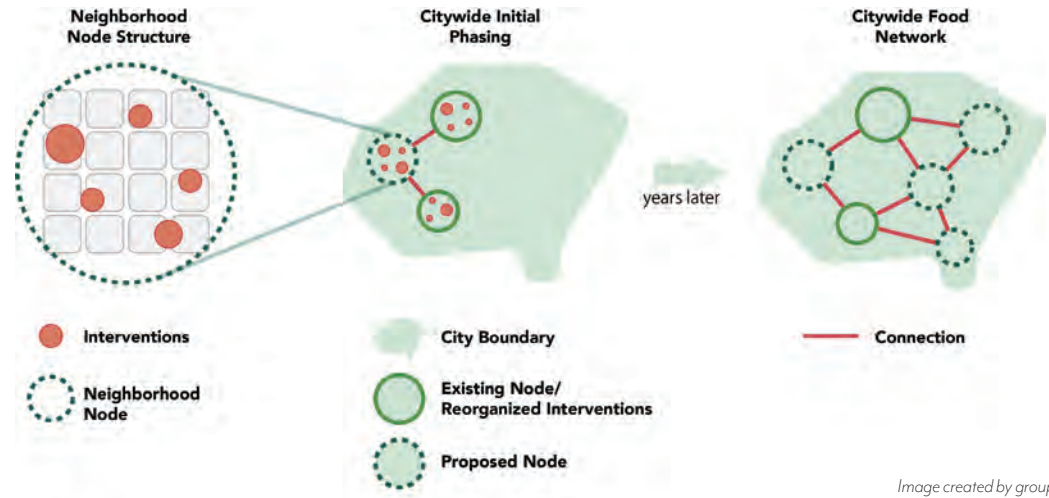 Neighborhood
Node Structure
Citywide Initial
Phasing
Citywide Food
Network
years later
Interventions
Neighborhood
Node
City Boundary
Existing Node/
Reorganized Interventions
Proposed Node
Connection
Image created by group